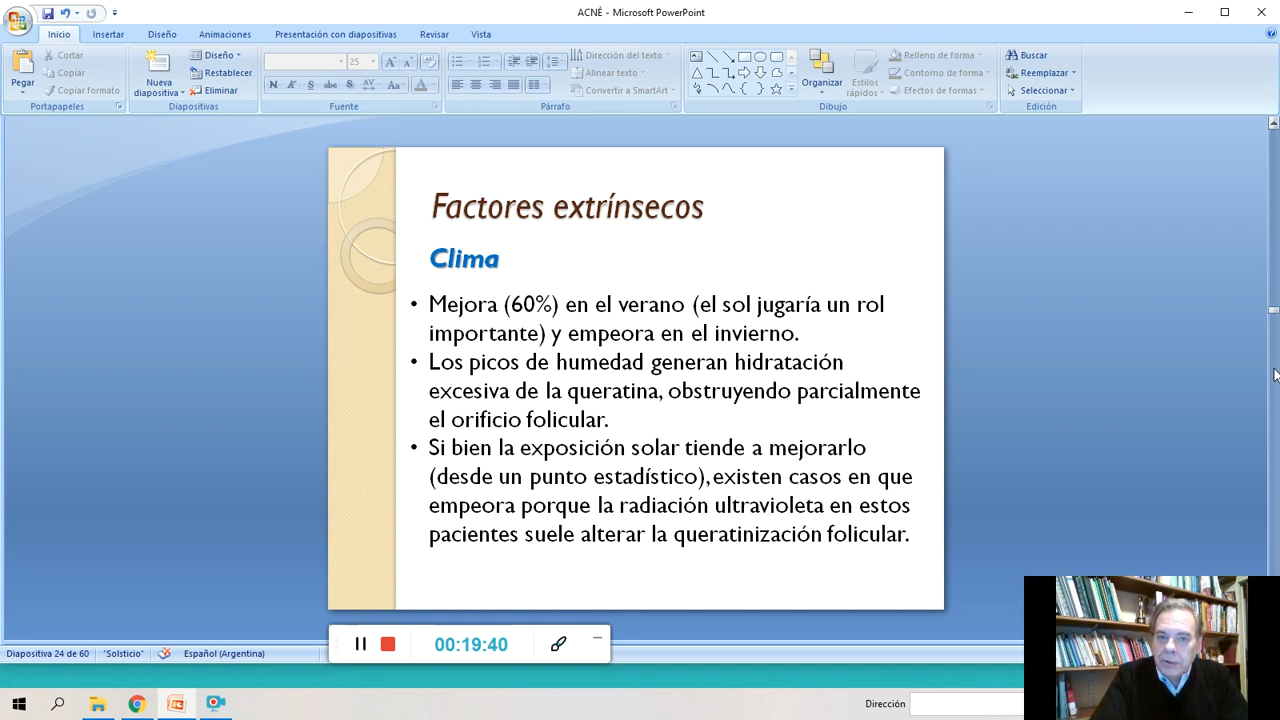 ACNÉ - Microsoft PowerPoint
Inicio Insertar Diseño Animaciones Presentación con diapositivas Revisar Vista
Pegar Cortar Copiar Copiar formato
Portapapeles
Nueva diapositiva Diseño Restablecer Eliminar
Diapositivas
25
N K S abc S AV Aa A
Fuente
Dirección del texto
Alinear texto
Convertir a SmartArt
Párrafo
Organizar Estilos rápidos
Relleno de forma
Contorno de forma
Efectos de formas
Dibujo
Buscar
Reemplazar
Seleccionar
Edición
Factores extrínsecos
Clima
• Mejora (60%) en el verano (el sol jugaría un rol
importante) y empeora en el invierno.
• Los picos de humedad generan hidratación
excesiva de la queratina, obstruyendo parcialmente
el orificio folicular.
• Si bien la exposición solar tiende a mejorarlo
(desde un punto estadístico), existen casos en que
empeora porque la radiación ultravioleta en estos
pacientes suele alterar la queratinización folicular.
00:19:40
Diapositiva 24 de 60 "Solsticio" Español (Argentina)
Dirección